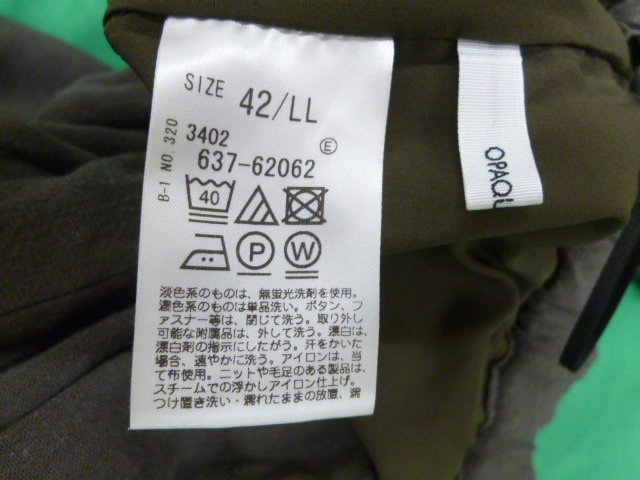 SIZE 42/LL
B-1 NO.320
3402
637-62062
E
40
P W
淡色系のものは、無蛍光洗剤を使用。
濃色系のものは単品洗い。ボタン、フ
ァスナー等は、閉じて洗う。取り外し
可能な附属品は、外して洗う。漂白は、
漂白剤の指示にしたがう。汗をかいた
場合、速やかに洗う。アイロンは、当
て布使用。ニットや毛足のある製品は、
スチームでの浮かしアイロン仕上げ。
つけ置き洗い・濡れたままの放置、濡
OPAQU